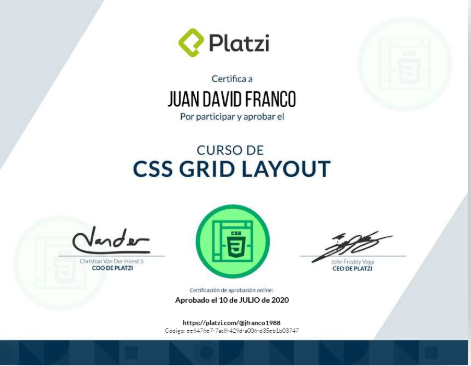 Platzi
Certifica a
JUAN DAVID FRANCO
Por participar y aprobar el
CURSO DE
CSS GRID LAYOUT
CSS
Christian Van Der Henst S
COO DE PLATZI
John Freddy Vega
CEO DE PLATZI
Certificación de aprobación online:
Aprobado el 10 de JULIO de 2020
https://platzi.com/@jfranco1988
Código: